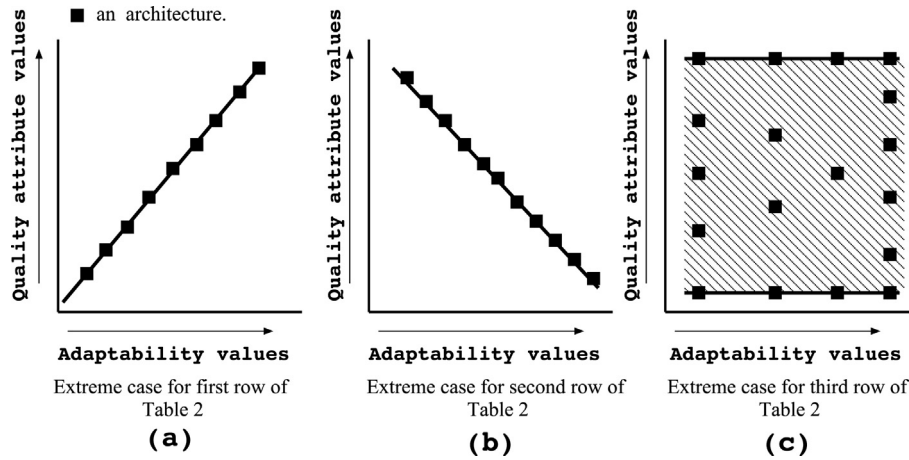 an architecture.
Quality attribute values
Adaptability values
Extreme case for first row of
Table 2
(a)
Quality attribute values
Adaptability values
Extreme case for second row of
Table 2
(b)
Quality attribute values
Adaptability values
Extreme case for third row of
Table 2
(c)